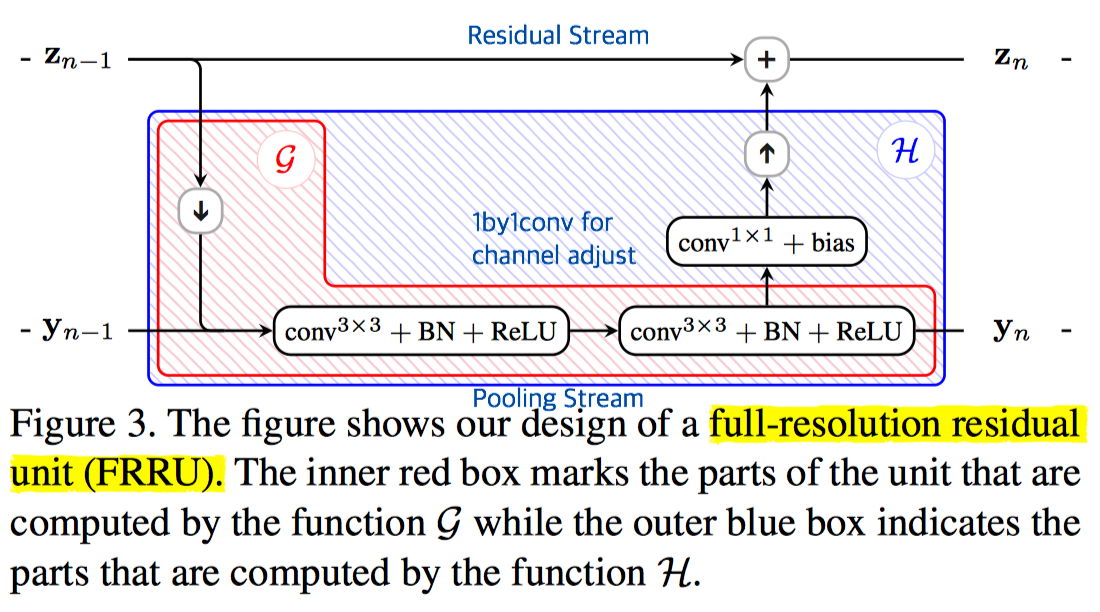 Residual Stream
- z_{n−1} + z_n -
G H
↑
↓
1by1conv for
channel adjust
conv^{1×1} + bias
- y_{n−1} conv^{3×3} + BN + ReLU conv^{3×3} + BN + ReLU y_n -
Pooling Stream
Figure 3. The figure shows our design of a full-resolution residual
unit (FRRU). The inner red box marks the parts of the unit that are
computed by the function G while the outer blue box indicates the
parts that are computed by the function H.